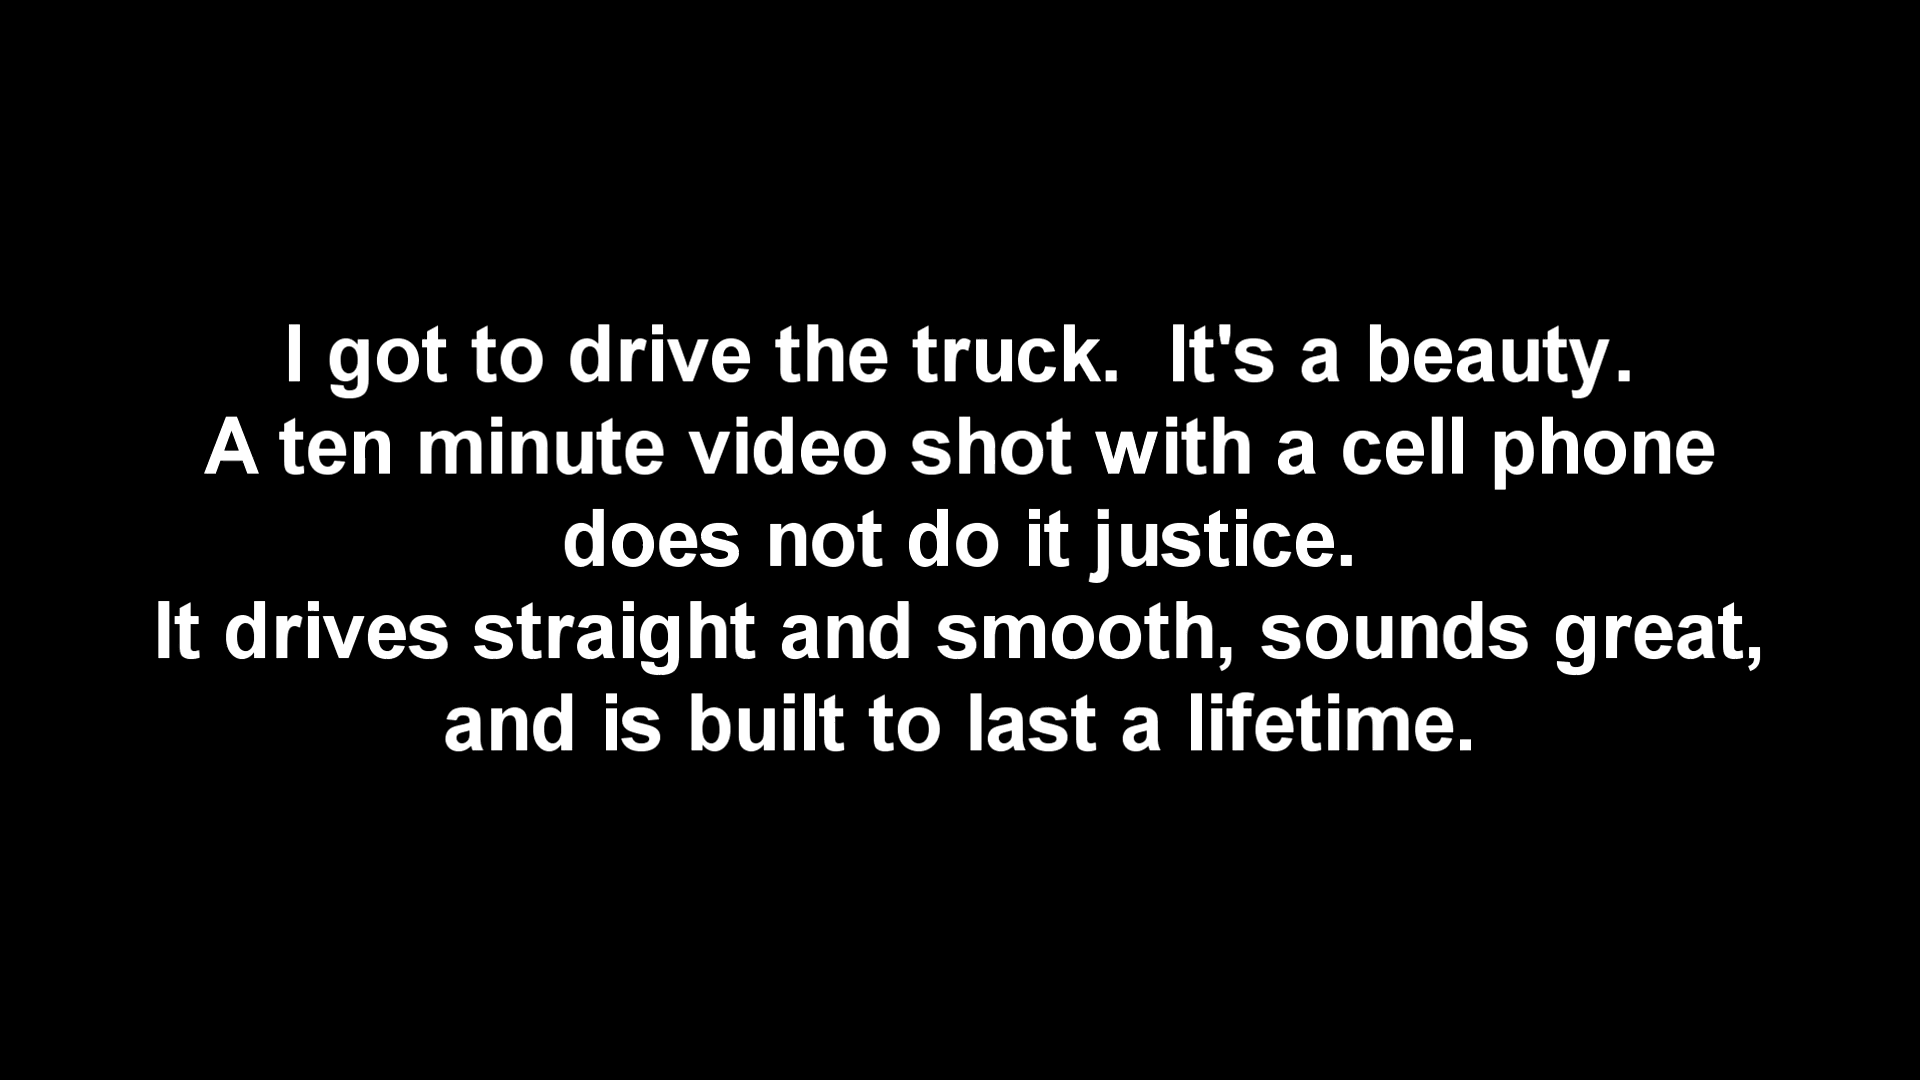 I got to drive the truck.  It's a beauty.
A ten minute video shot with a cell phone
does not do it justice.
It drives straight and smooth, sounds great,
and is built to last a lifetime.